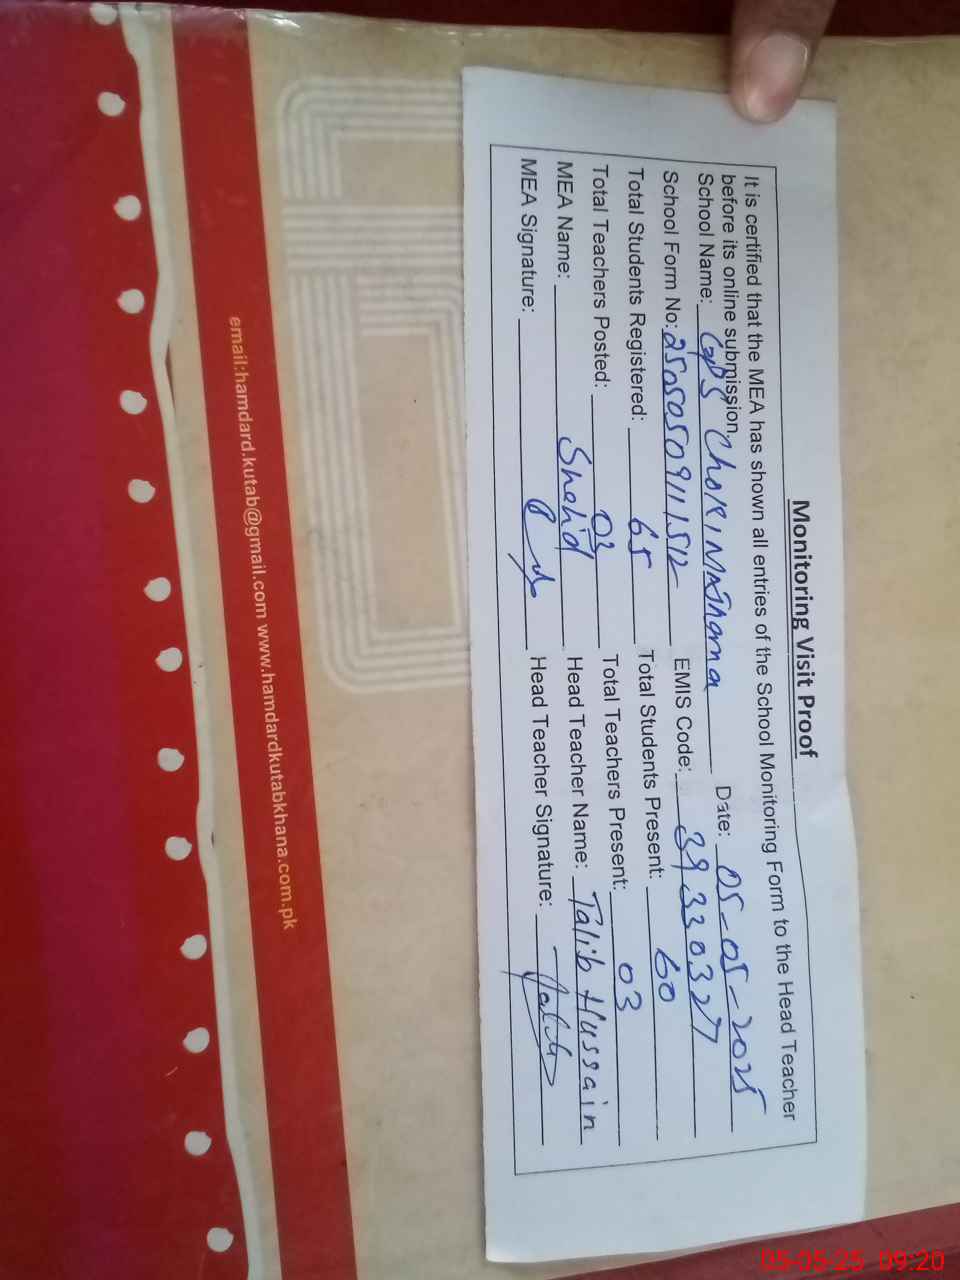 Monitoring Visit Proof
It is certified that the MEA has shown all entries of the School Monitoring Form to the Head Teacher
before its online submission.
School Name: GPS Choki Majhama Date: 05-05-2025
School Form No: EMIS Code: 39330327
Total Students Registered: 65 Total Students Present: 60
Total Teachers Posted: 03 Total Teachers Present: 03
MEA Name: Shahid Head Teacher Name: Talib Hussain
MEA Signature: Head Teacher Signature: Talib
email:hamdard.kutab@gmail.com www.hamdardkutabkhana.com.pk
05-05-25 09:20